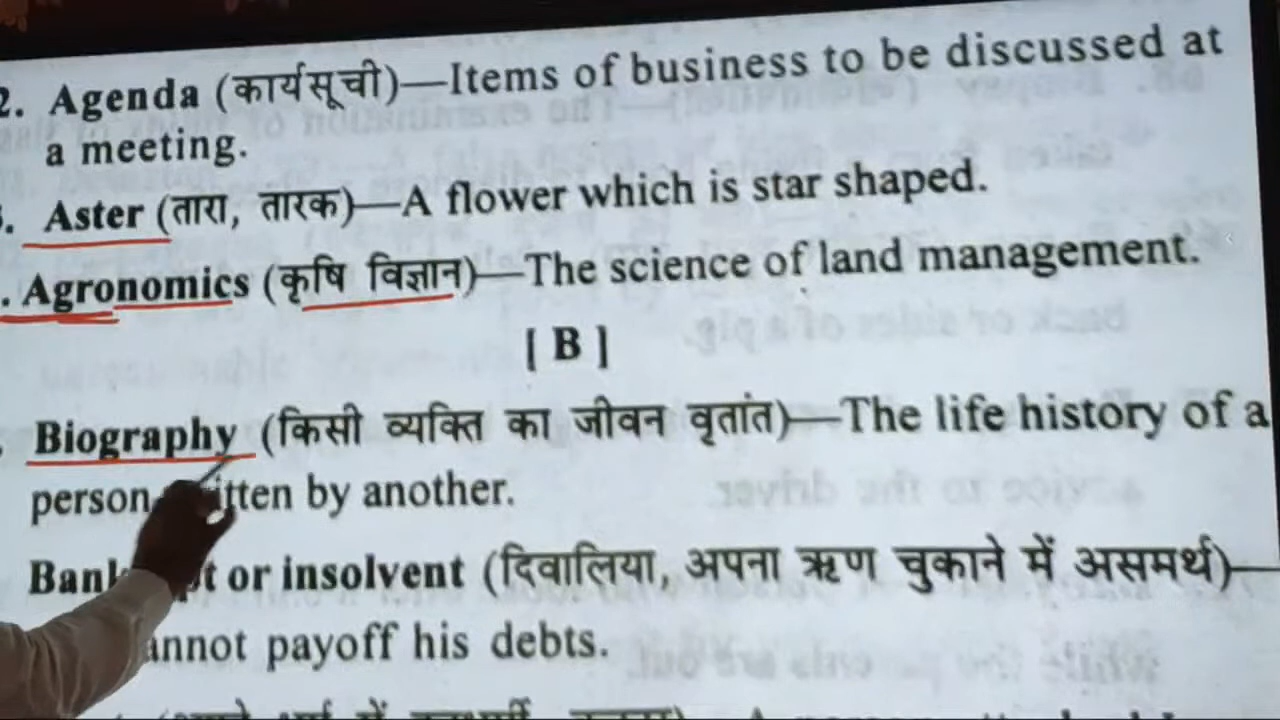 2. Agenda (कार्यसूची)—Items of business to be discussed at
a meeting.
. Aster (तारा, तारक)—A flower which is star shaped.
. Agronomics (कृषि विज्ञान)—The science of land management.
[ B ]
Biography (किसी व्यक्ति का जीवन वृतांत)—The life history of a
person by another.
or insolvent (दिवालिया, अपना ऋण चुकाने में असमर्थ)—
payoff his debts.